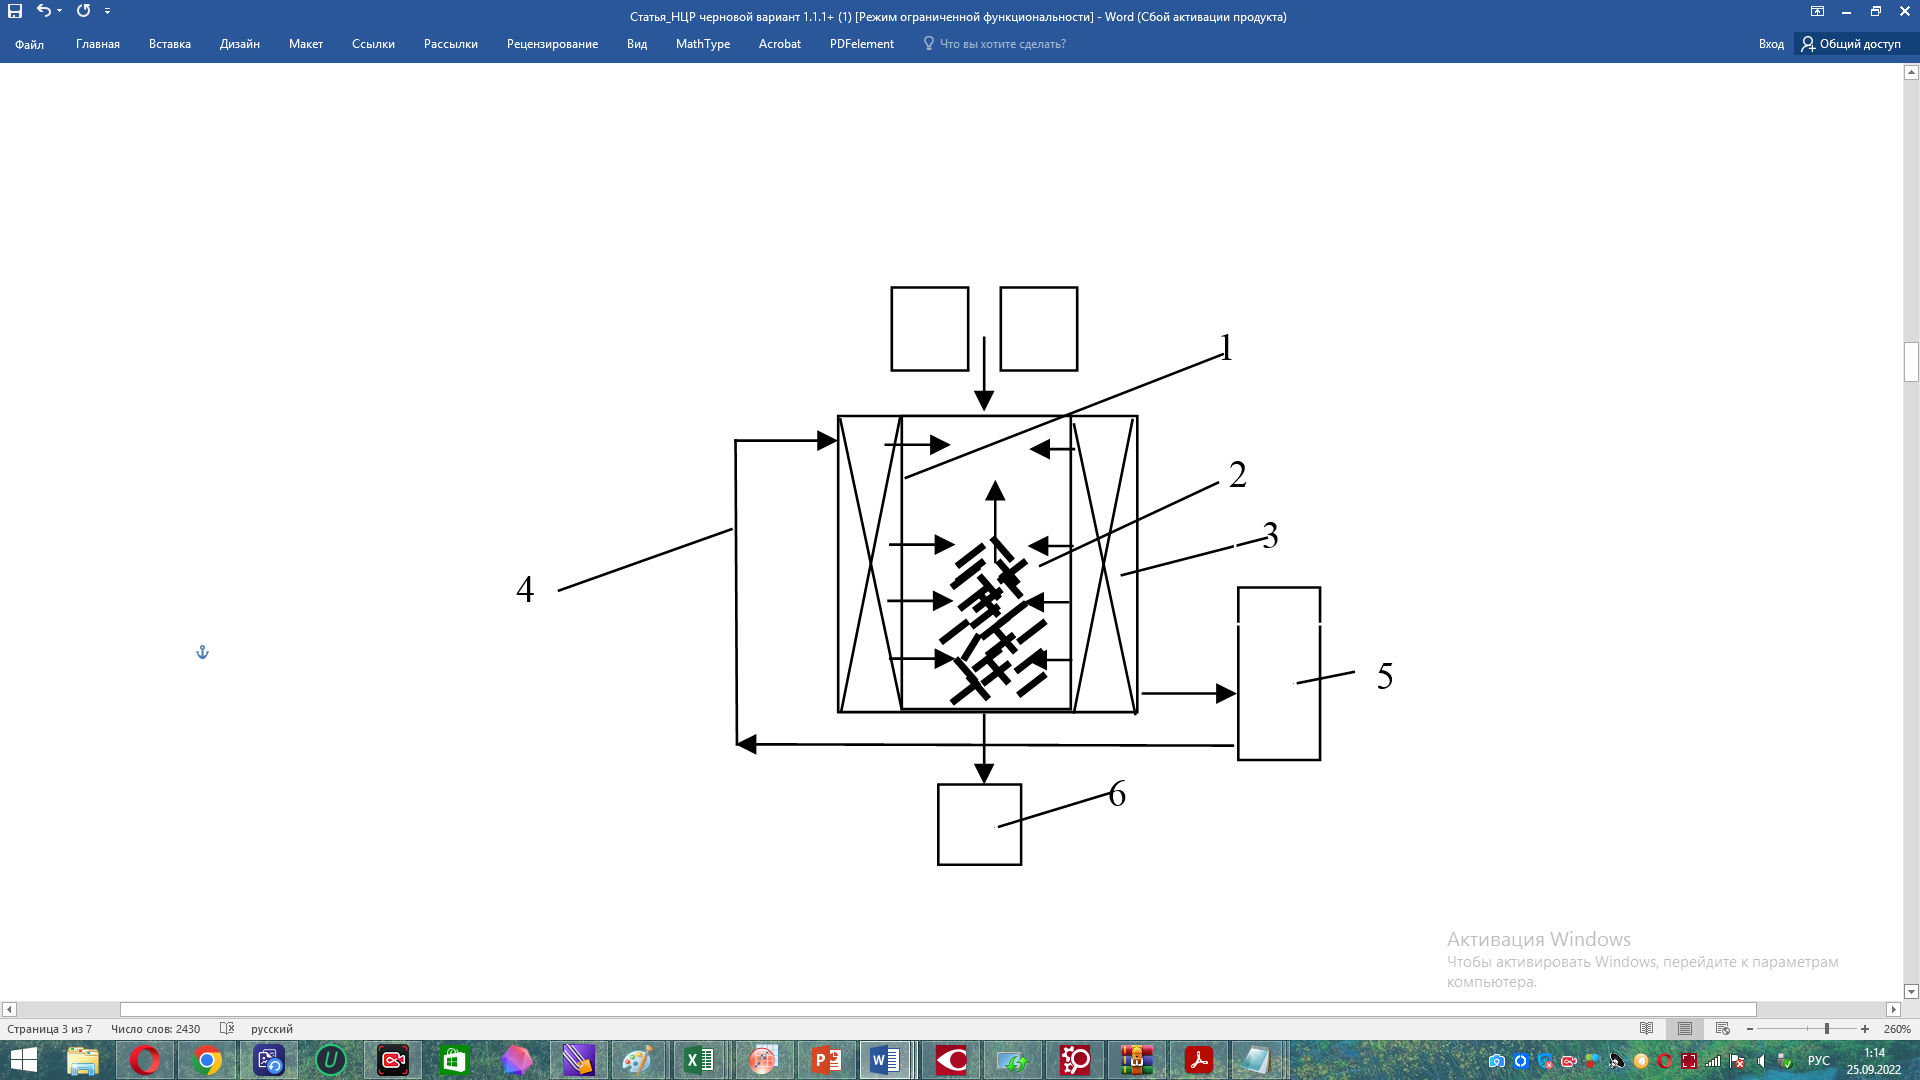 Статья_НЦР черновой вариант 1.1.1+ (1) [Режим ограниченной функциональности] - Word (Сбой активации продукта)
Файл Главная Вставка Дизайн Макет Ссылки Рассылки Рецензирование Вид MathType Acrobat PDFelement Что вы хотите сделать? Вход Общий доступ
1
2
3
4
5
6
Активация Windows
Чтобы активировать Windows, перейдите к параметрам
компьютера.
Страница 3 из 7 Число слов: 2430 русский 260%
РУС 1:14
25.09.2022